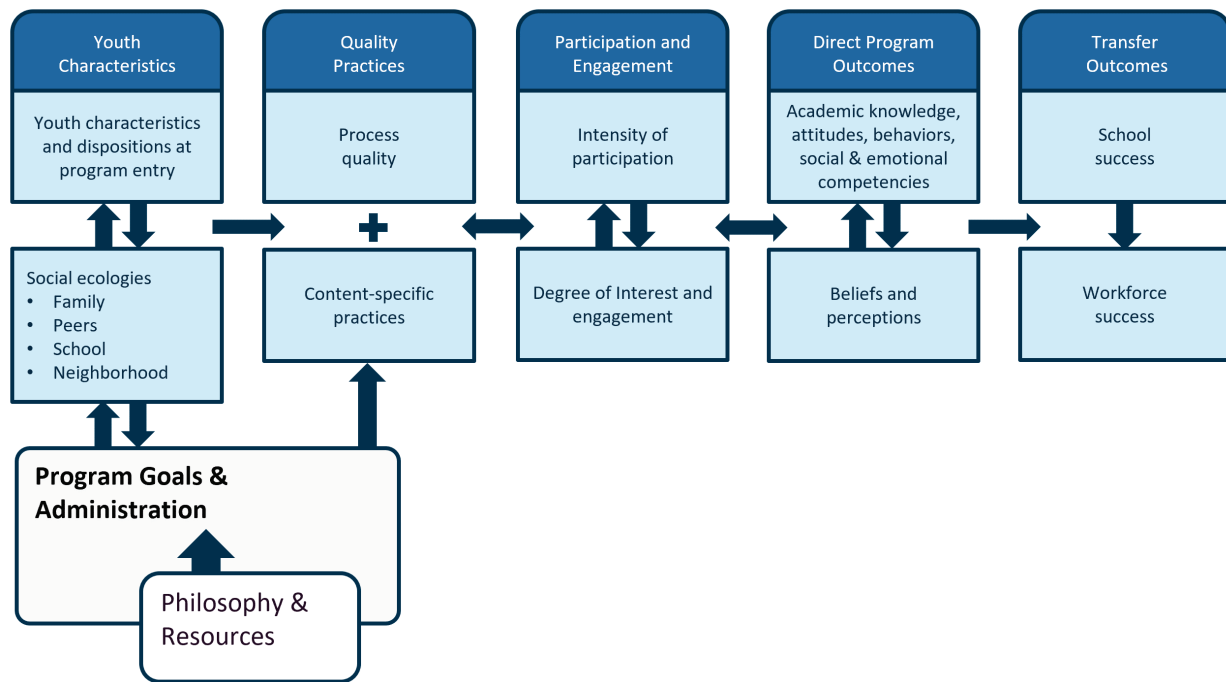 Youth
Characteristics
Youth characteristics
and dispositions at
program entry
Social ecologies
• Family
• Peers
• School
• Neighborhood
Quality
Practices
Process
quality
Content-specific
practices
Participation and
Engagement
Intensity of
participation
Degree of Interest and
engagement
Direct Program
Outcomes
Academic knowledge,
attitudes, behaviors,
social & emotional
competencies
Beliefs and
perceptions
Transfer
Outcomes
School
success
Workforce
success
Program Goals &
Administration
Philosophy &
Resources